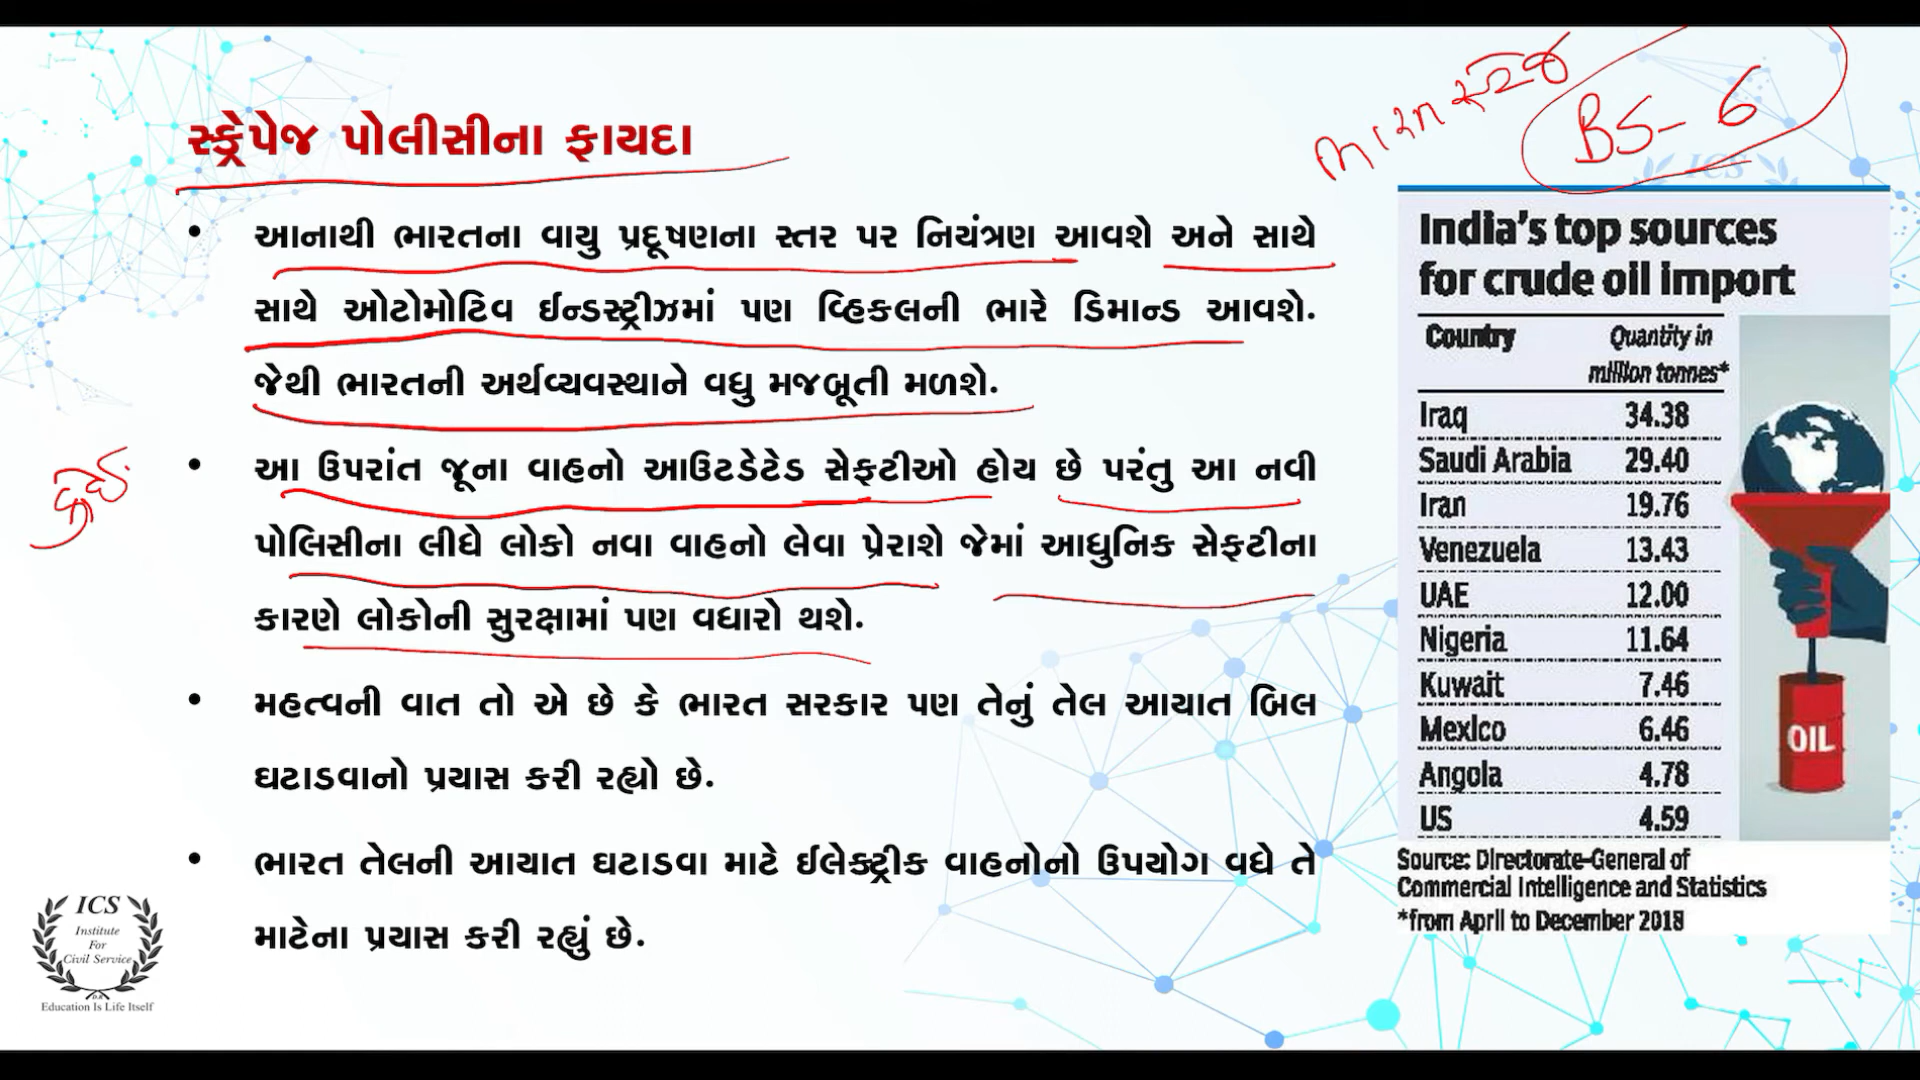 સ્ક્રેપેજ પોલીસીના ફાયદા
• આનાથી ભારતના વાયુ પ્રદૂષણના સ્તર પર નિયંત્રણ આવશે અને સાથે
સાથે ઓટોમોટિવ ઈન્ડસ્ટ્રીઝમાં પણ વ્હિકલની ભારે ડિમાન્ડ આવશે.
જેથી ભારતની અર્થવ્યવસ્થાને વધુ મજબૂતી મળશે.
• આ ઉપરાંત જૂના વાહનો આઉટડેટેડ સેફટીઓ હોય છે પરંતુ આ નવી
પોલિસીના લીધે લોકો નવા વાહનો લેવા પ્રેરાશે જેમાં આધુનિક સેફટીના
કારણે લોકોની સુરક્ષામાં પણ વધારો થશે.
• મહત્વની વાત તો એ છે કે ભારત સરકાર પણ તેનું તેલ આયાત બિલ
ઘટાડવાનો પ્રયાસ કરી રહ્યો છે.
• ભારત તેલની આયાત ઘટાડવા માટે ઈલેક્ટ્રીક વાહનોનો ઉપયોગ વધે તે
માટેના પ્રયાસ કરી રહ્યું છે.
BS-6
ICS
India's top sources
for crude oil import
Country Quantity in
million tonnes*
Iraq 34.38
Saudi Arabia 29.40
Iran 19.76
Venezuela 13.43
UAE 12.00
Nigeria 11.64
Kuwait 7.46
Mexico 6.46
Angola 4.78
US 4.59
OIL
Source: Directorate-General of
Commercial Intelligence and Statistics
*from April to December 2018
ICS
Institute
For
Civil Service
Education Is Life Itself